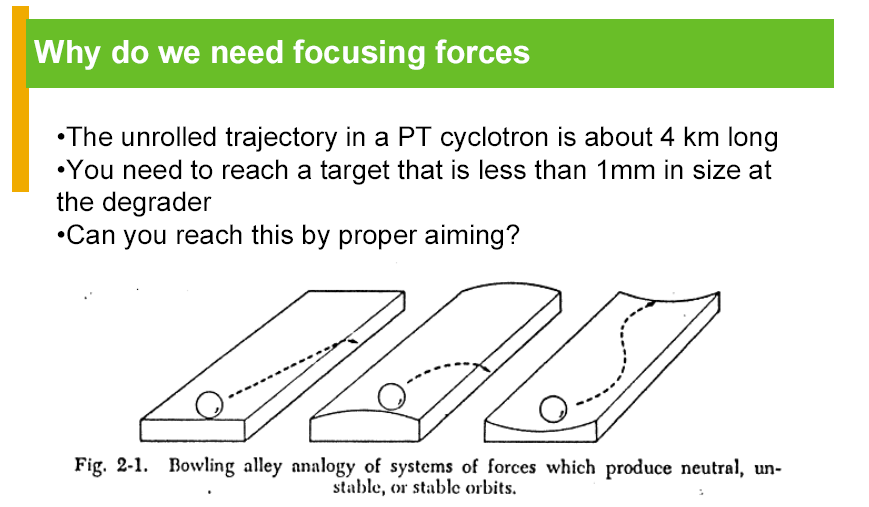 Why do we need focusing forces
•The unrolled trajectory in a PT cyclotron is about 4 km long
•You need to reach a target that is less than 1mm in size at
the degrader
•Can you reach this by proper aiming?
Fig. 2-1. Bowling alley analogy of systems of forces which produce neutral, un-
stable, or stable orbits.